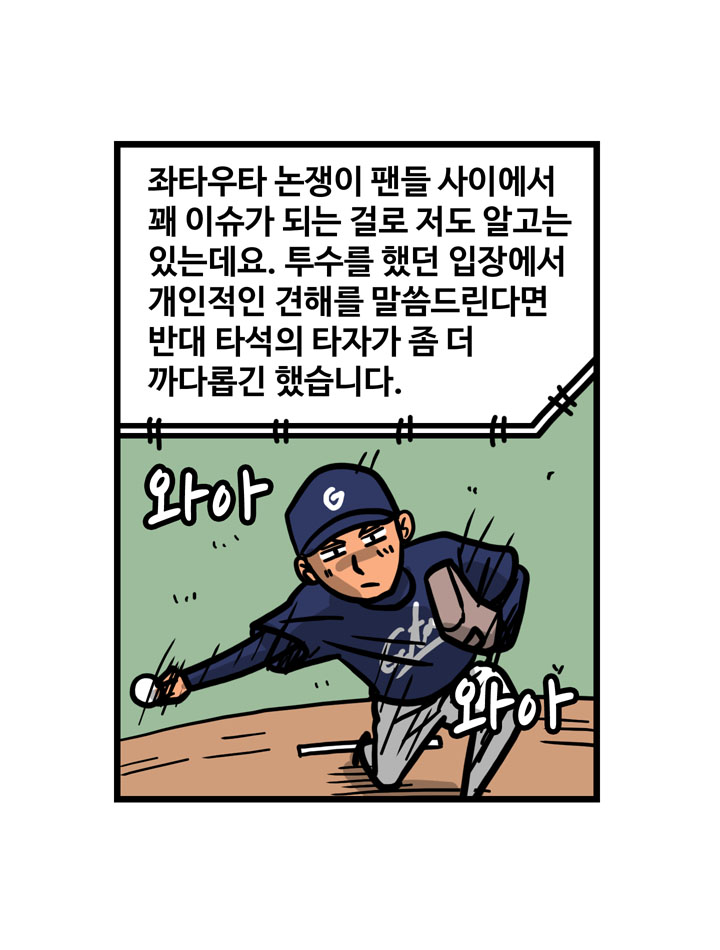 좌타우타 논쟁이 팬들 사이에서
꽤 이슈가 되는 걸로 저도 알고는
있는데요. 투수를 했던 입장에서
개인적인 견해를 말씀드린다면
반대 타석의 타자가 좀 더
까다롭긴 했습니다.
와아
G
와아